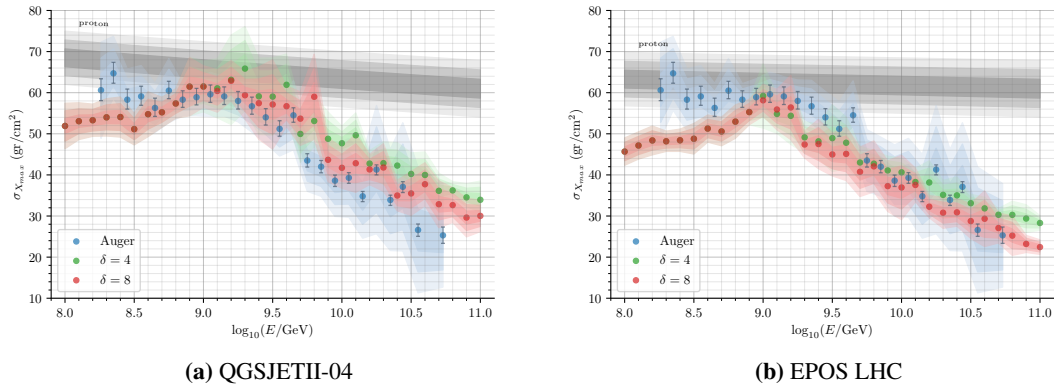 80
70
60
50
40
30
20
10
σ_{X_{max}} (gr/cm²)
proton
Auger
δ = 4
δ = 8
8.0 8.5 9.0 9.5 10.0 10.5 11.0
log₁₀(E/GeV)
(a) QGSJETII-04
80
70
60
50
40
30
20
10
σ_{X_{max}} (gr/cm²)
proton
Auger
δ = 4
δ = 8
8.0 8.5 9.0 9.5 10.0 10.5 11.0
log₁₀(E/GeV)
(b) EPOS LHC